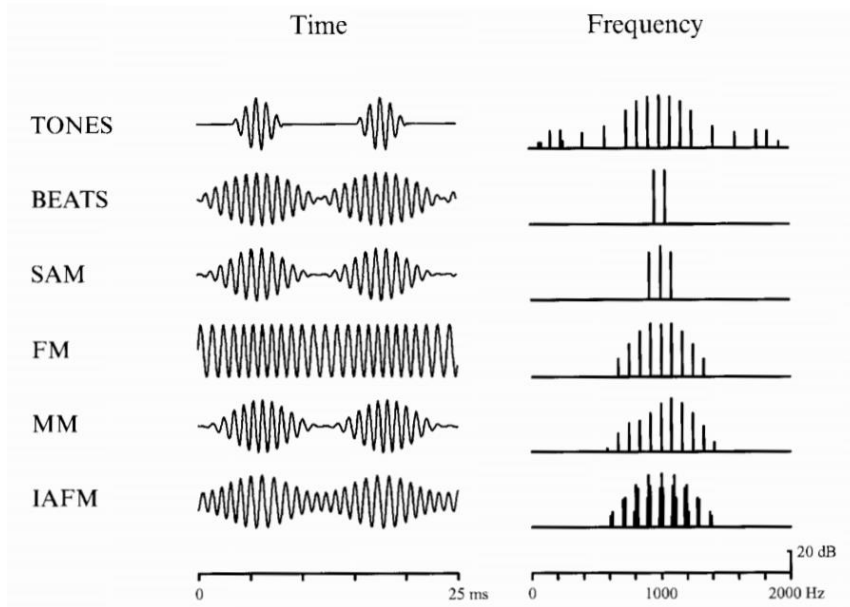 Time Frequency
TONES
BEATS
SAM
FM
MM
IAFM
20 dB
0 25 ms 0 1000 2000 Hz